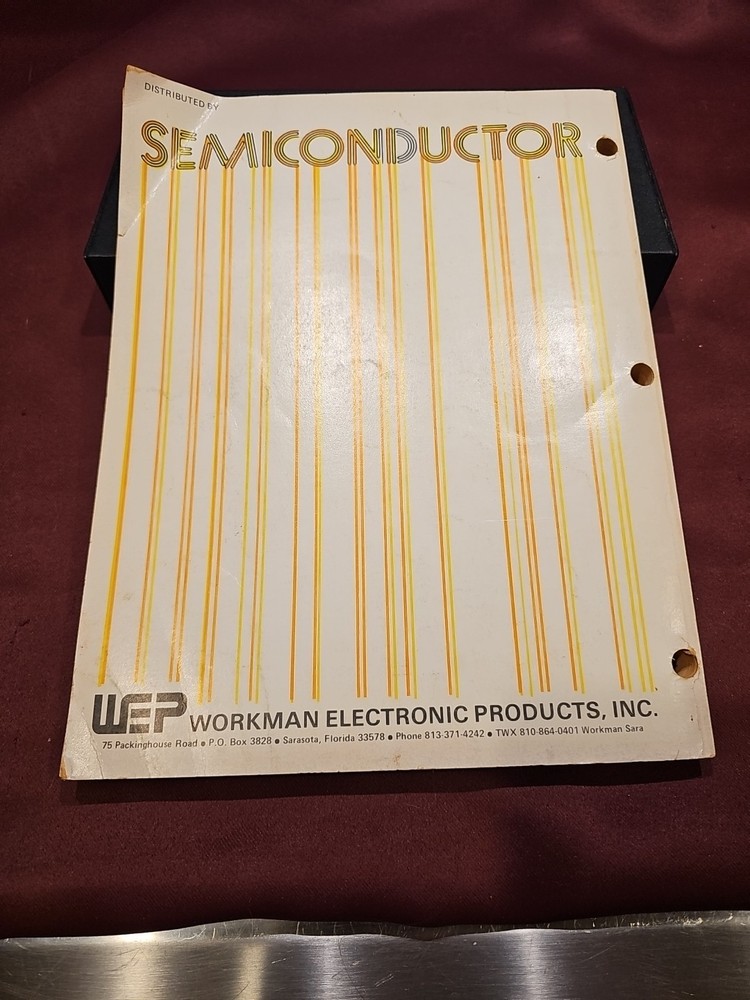 DISTRIBUTED BY
SEMICONDUCTOR
WEP WORKMAN ELECTRONIC PRODUCTS, INC.
75 Packinghouse Road ● P.O. Box 3828 ● Sarasota, Florida 33578 ● Phone 813-371-4242 ● TWX 810-864-0401 Workman Sara